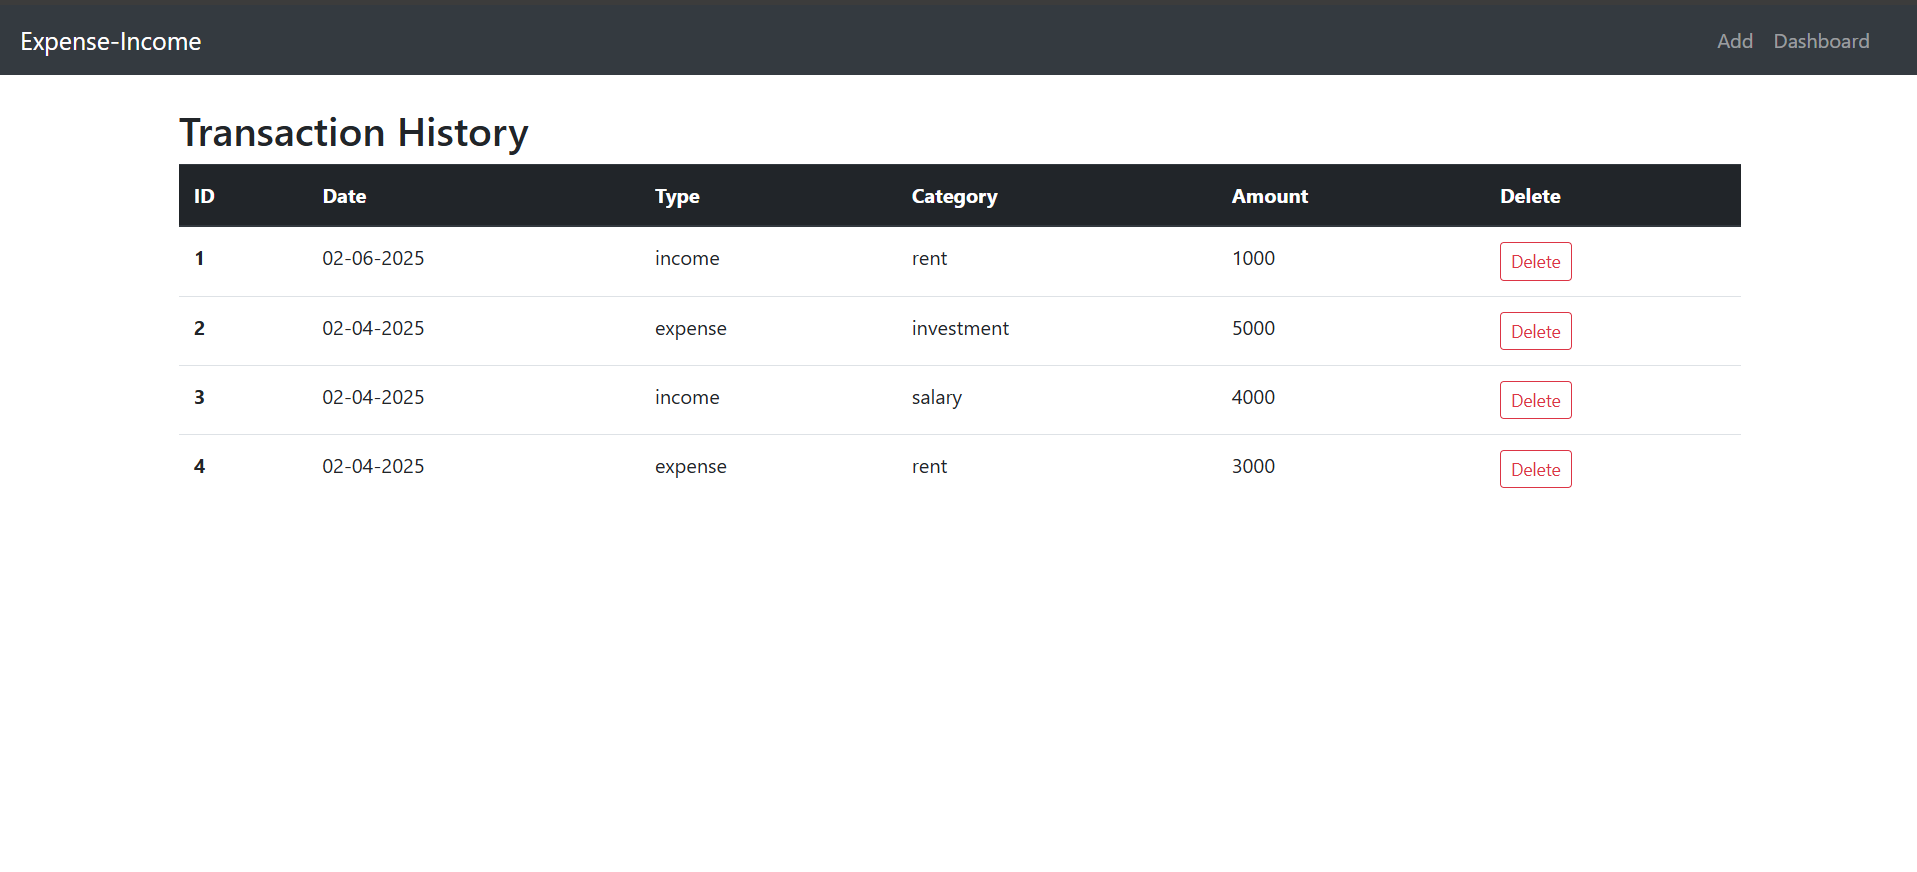 Expense-Income Add Dashboard
Transaction History
ID Date Type Category Amount Delete
1 02-06-2025 income rent 1000 Delete
2 02-04-2025 expense investment 5000 Delete
3 02-04-2025 income salary 4000 Delete
4 02-04-2025 expense rent 3000 Delete